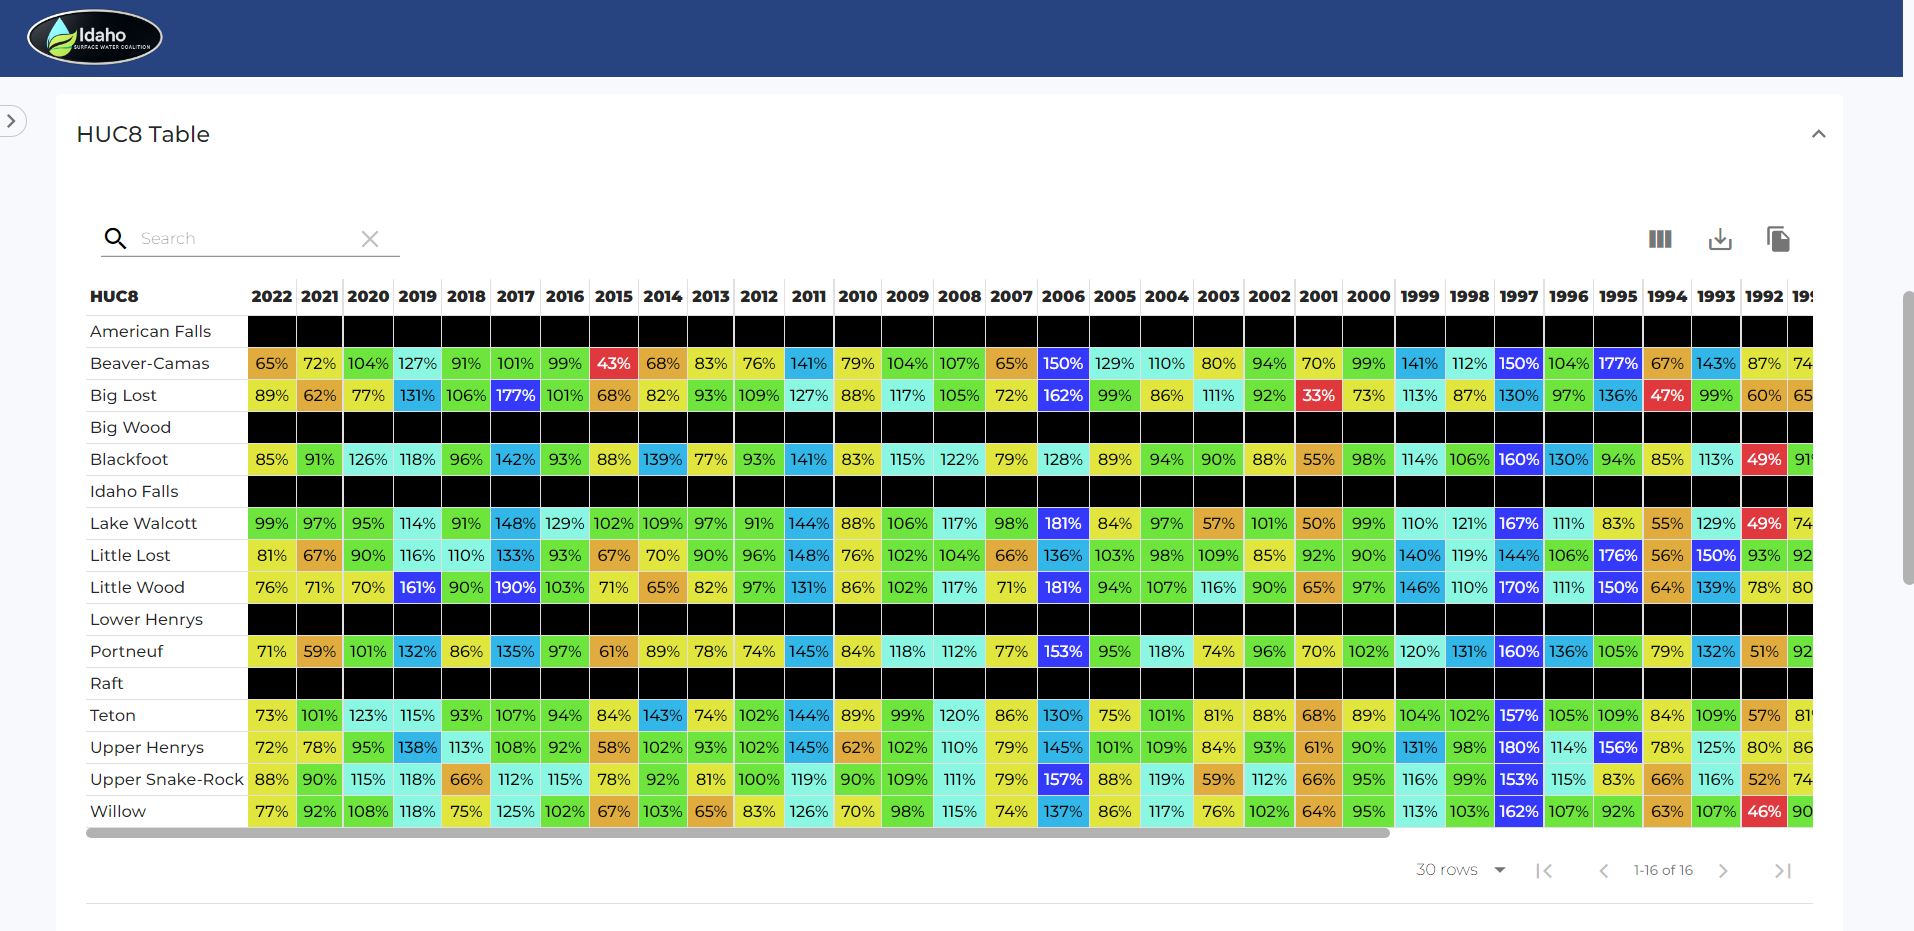 Idaho
SURFACE WATER COALITION
HUC8 Table
Search
HUC8 2022 2021 2020 2019 2018 2017 2016 2015 2014 2013 2012 2011 2010 2009 2008 2007 2006 2005 2004 2003 2002 2001 2000 1999 1998 1997 1996 1995 1994 1993 1992
American Falls
Beaver-Camas 65% 72% 104% 127% 91% 101% 99% 43% 68% 83% 76% 141% 79% 104% 107% 65% 150% 129% 110% 80% 94% 70% 99% 141% 112% 150% 104% 177% 67% 143% 87% 74
Big Lost 89% 62% 77% 131% 106% 177% 101% 68% 82% 93% 109% 127% 88% 117% 105% 72% 162% 99% 86% 111% 92% 33% 73% 113% 87% 130% 97% 136% 47% 99% 60% 65
Big Wood
Blackfoot 85% 91% 126% 118% 96% 142% 93% 88% 139% 77% 93% 141% 83% 115% 122% 79% 128% 89% 94% 90% 88% 55% 98% 114% 106% 160% 130% 94% 85% 113% 49% 91
Idaho Falls
Lake Walcott 99% 97% 95% 114% 91% 148% 129% 102% 109% 97% 91% 144% 88% 106% 117% 98% 181% 84% 97% 57% 101% 50% 99% 110% 121% 167% 111% 83% 55% 129% 49% 74
Little Lost 81% 67% 90% 116% 110% 133% 93% 67% 70% 90% 96% 148% 76% 102% 104% 66% 136% 103% 98% 109% 85% 92% 90% 140% 119% 144% 106% 176% 56% 150% 93% 92
Little Wood 76% 71% 70% 161% 90% 190% 103% 71% 65% 82% 97% 131% 86% 102% 117% 71% 181% 94% 107% 116% 90% 65% 97% 146% 110% 170% 111% 150% 64% 139% 78% 80
Lower Henrys
Portneuf 71% 59% 101% 132% 86% 135% 97% 61% 89% 78% 74% 145% 84% 118% 112% 77% 153% 95% 118% 74% 96% 70% 102% 120% 131% 160% 136% 105% 79% 132% 51% 92
Raft
Teton 73% 101% 123% 115% 93% 107% 94% 84% 143% 74% 102% 144% 89% 99% 120% 86% 130% 75% 101% 81% 88% 68% 89% 104% 102% 157% 105% 109% 84% 109% 57% 81
Upper Henrys 72% 78% 95% 138% 113% 108% 92% 58% 102% 93% 102% 145% 62% 102% 110% 79% 145% 101% 109% 84% 93% 61% 90% 131% 98% 180% 114% 156% 78% 125% 80% 86
Upper Snake-Rock 88% 90% 115% 118% 66% 112% 115% 78% 92% 81% 100% 119% 90% 109% 111% 79% 157% 88% 119% 59% 112% 66% 95% 116% 99% 153% 115% 83% 66% 116% 52% 74
Willow 77% 92% 108% 118% 75% 125% 102% 67% 103% 65% 83% 126% 70% 98% 115% 74% 137% 86% 117% 76% 102% 64% 95% 113% 103% 162% 107% 92% 63% 107% 46% 90
30 rows 1-16 of 16